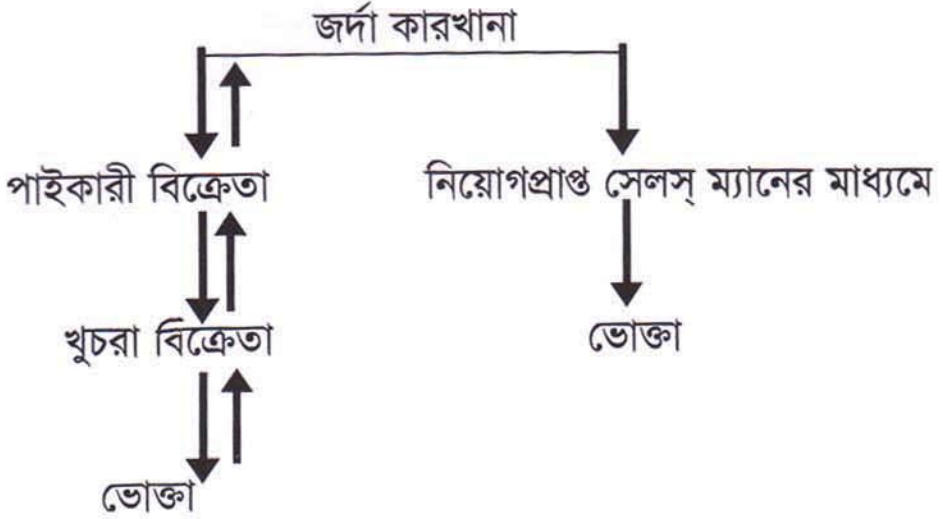 জর্দা কারখানা
পাইকারী বিক্রেতা
নিয়োগপ্রাপ্ত সেলস্ ম্যানের মাধ্যমে
খুচরা বিক্রেতা
ভোক্তা
ভোক্তা